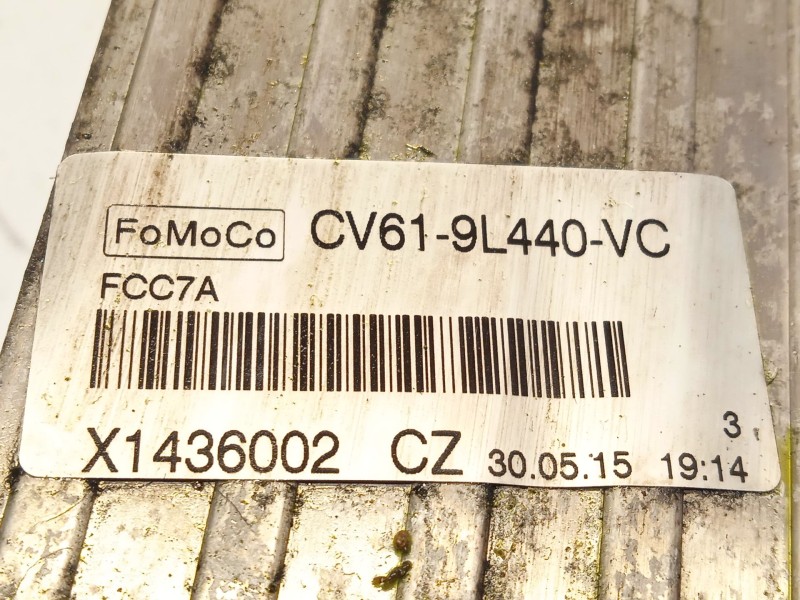 FoMoCo CV61-9L440-VC
FCC7A
3
X1436002 CZ 30.05.15 19:14